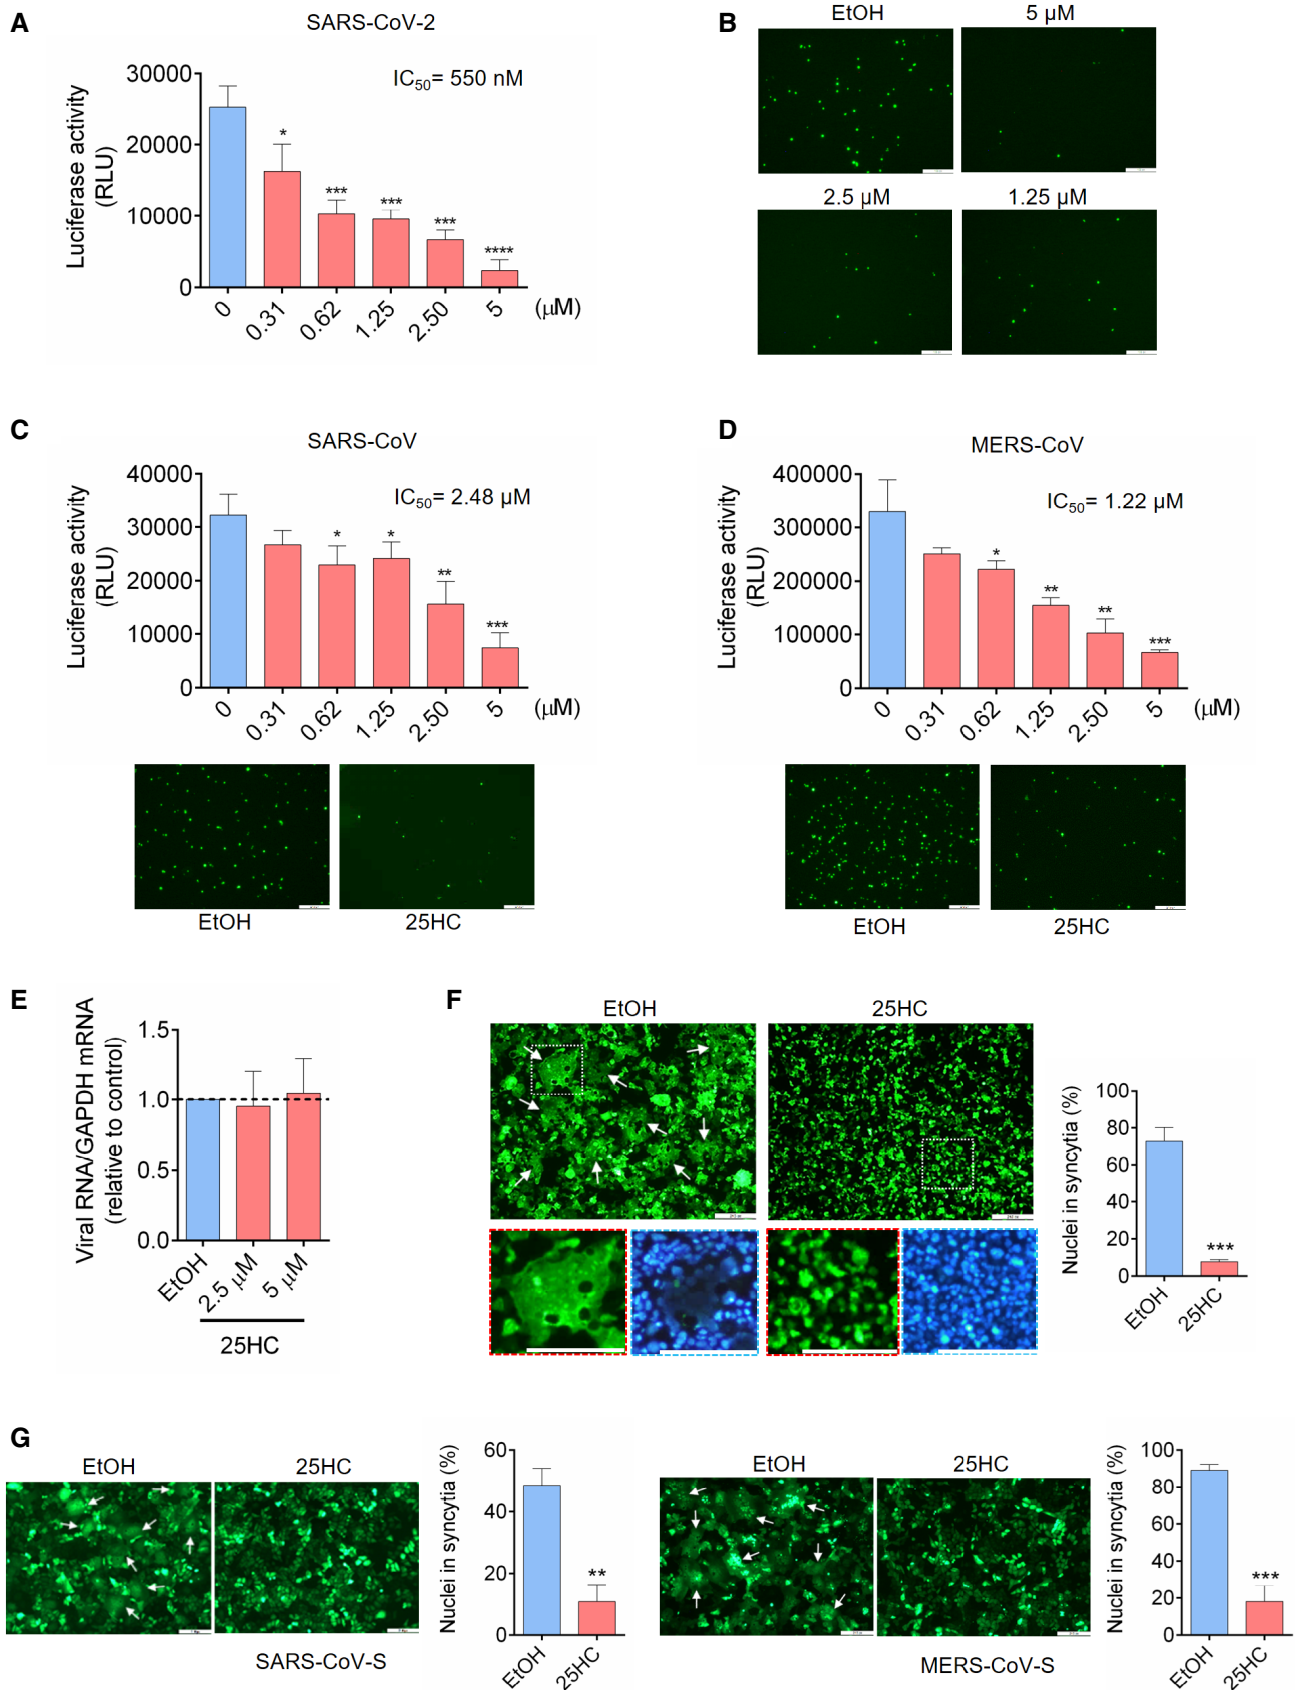 A
SARS-CoV-2
Luciferase activity
(RLU)
30000
20000
10000
0
IC50= 550 nM
*
***
***
***
****
0
0.31
0.62
1.25
2.50
5
(μM)
B
EtOH
5 μM
2.5 μM
1.25 μM
C
SARS-CoV
Luciferase activity
(RLU)
40000
30000
20000
10000
0
IC50= 2.48 μM
*
*
**
***
0
0.31
0.62
1.25
2.50
5
(μM)
EtOH
25HC
D
MERS-CoV
Luciferase activity
(RLU)
400000
300000
200000
100000
0
IC50= 1.22 μM
*
**
**
***
0
0.31
0.62
1.25
2.50
5
(μM)
EtOH
25HC
E
Viral RNA/GAPDH mRNA
(relative to control)
1.5
1.0
0.5
0.0
EtOH
2.5 μM
5 μM
25HC
F
EtOH
25HC
Nuclei in syncytia (%)
100
80
60
40
20
0
***
EtOH
25HC
G
EtOH
25HC
SARS-CoV-S
Nuclei in syncytia (%)
60
40
20
0
**
EtOH
25HC
EtOH
25HC
MERS-CoV-S
Nuclei in syncytia (%)
100
80
60
40
20
0
***
EtOH
25HC